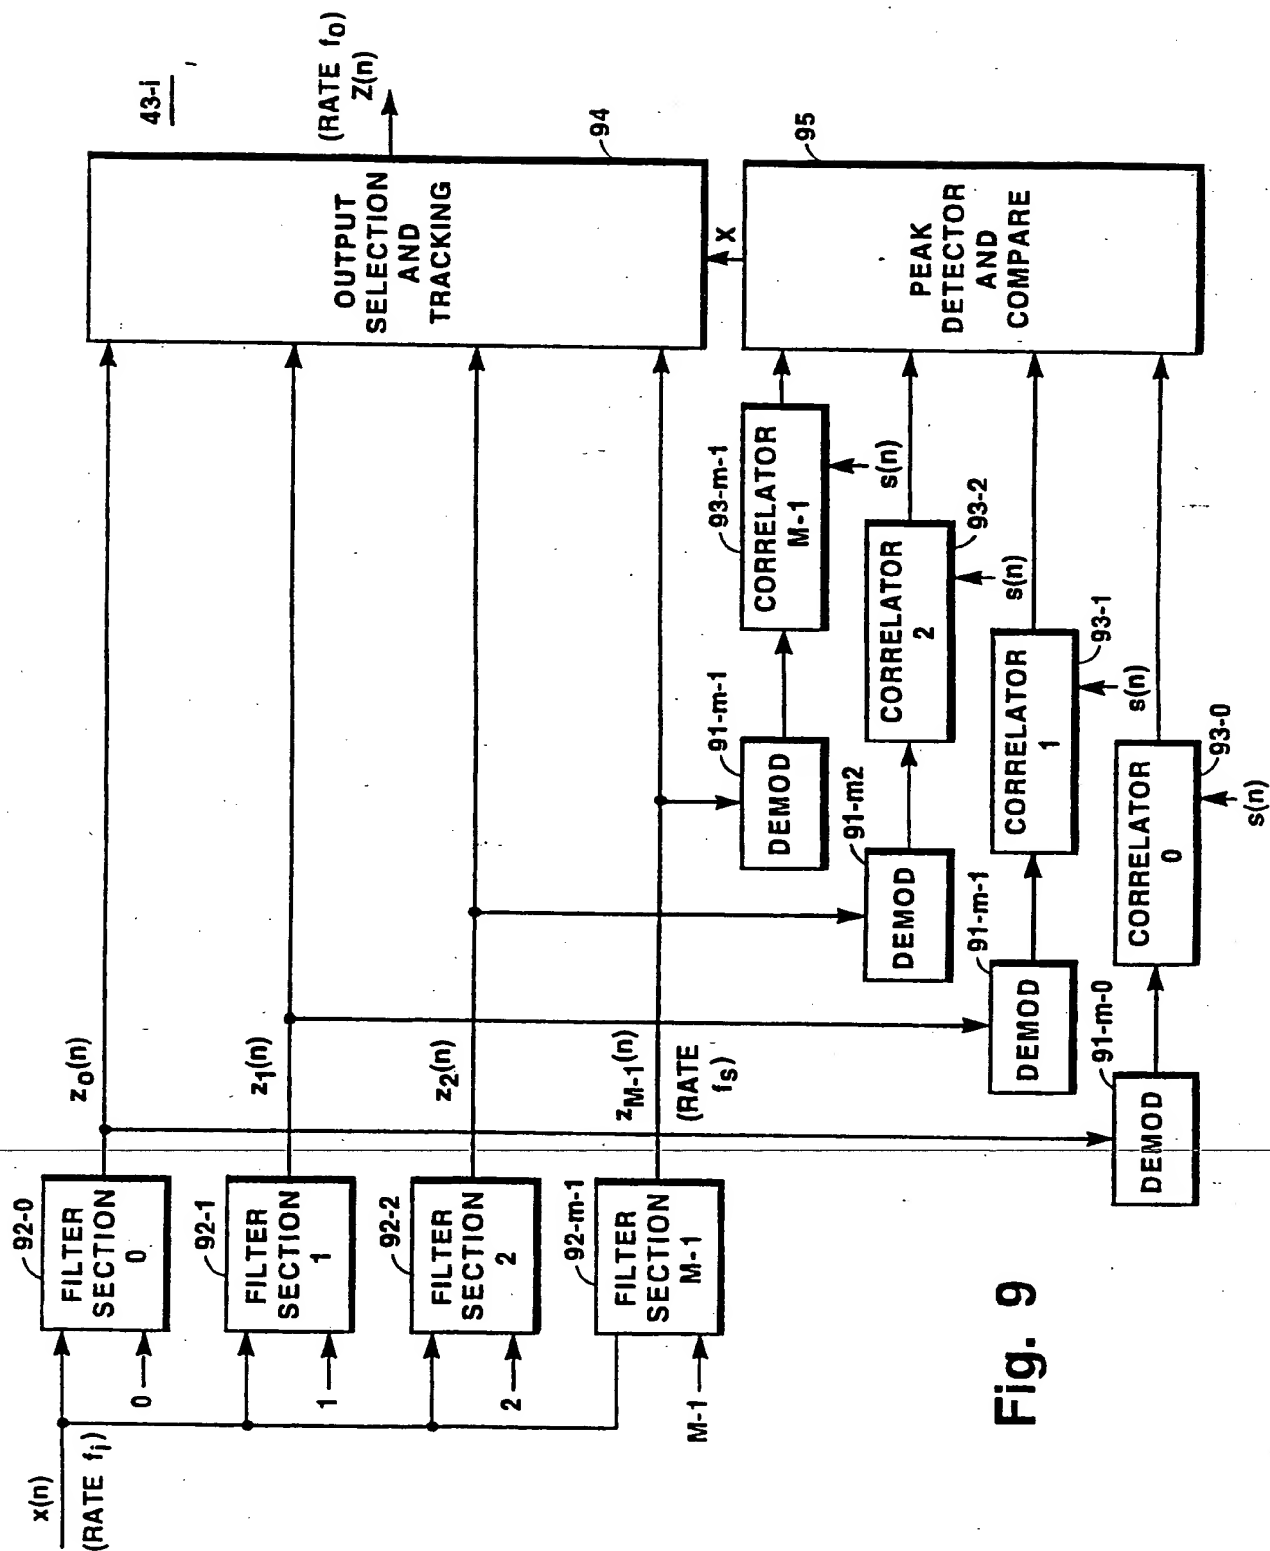 43-i
x(n)
(RATE fi)
0
92-0
FILTER
SECTION
0
z0(n)
1
92-1
FILTER
SECTION
1
z1(n)
2
92-2
FILTER
SECTION
2
z2(n)
M-1
92-m-1
FILTER
SECTION
M-1
zM-1(n)
(RATE
fs)
OUTPUT
SELECTION
AND
TRACKING
94
(RATE f0)
Z(n)
X
91-m-1
DEMOD
93-m-1
CORRELATOR
M-1
s(n)
91-m2
DEMOD
CORRELATOR
2
93-2
s(n)
91-m-1
DEMOD
CORRELATOR
1
93-1
s(n)
91-m-0
DEMOD
CORRELATOR
0
93-0
s(n)
PEAK
DETECTOR
AND
COMPARE
95
Fig. 9